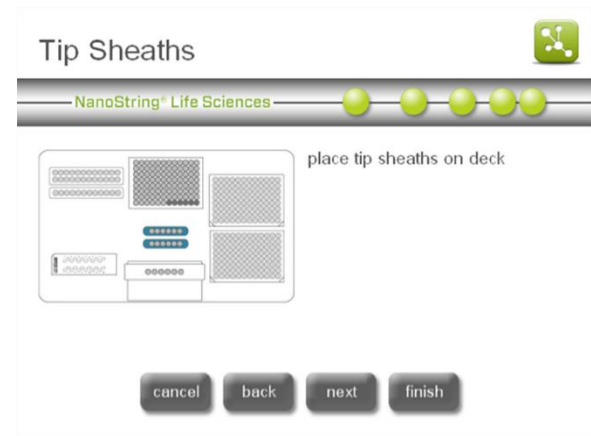 Tip Sheaths
NanoString® Life Sciences
place tip sheaths on deck
cancel
back
next
finish